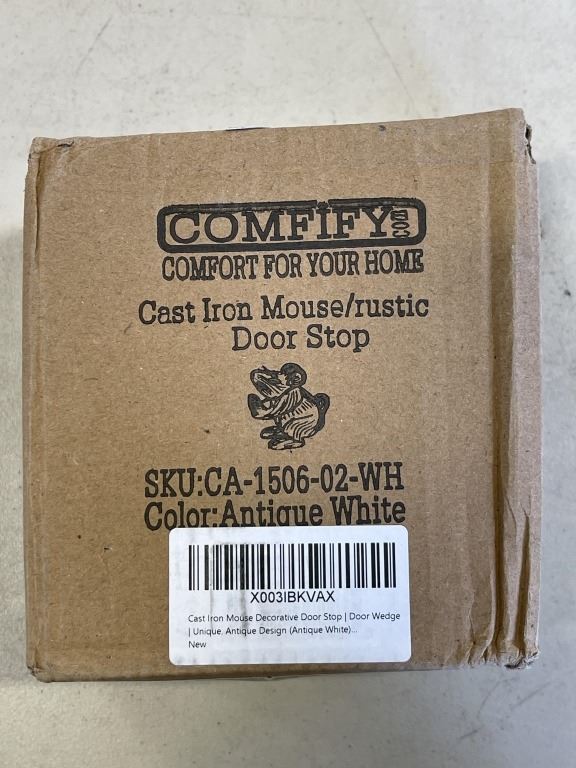 COMFIFY.COM
COMFORT FOR YOUR HOME
Cast Iron Mouse/rustic
Door Stop
SKU:CA-1506-02-WH
Color:Antique White
X003IBKVAX
Cast Iron Mouse Decorative Door Stop | Door Wedge
| Unique, Antique Design (Antique White)...
New